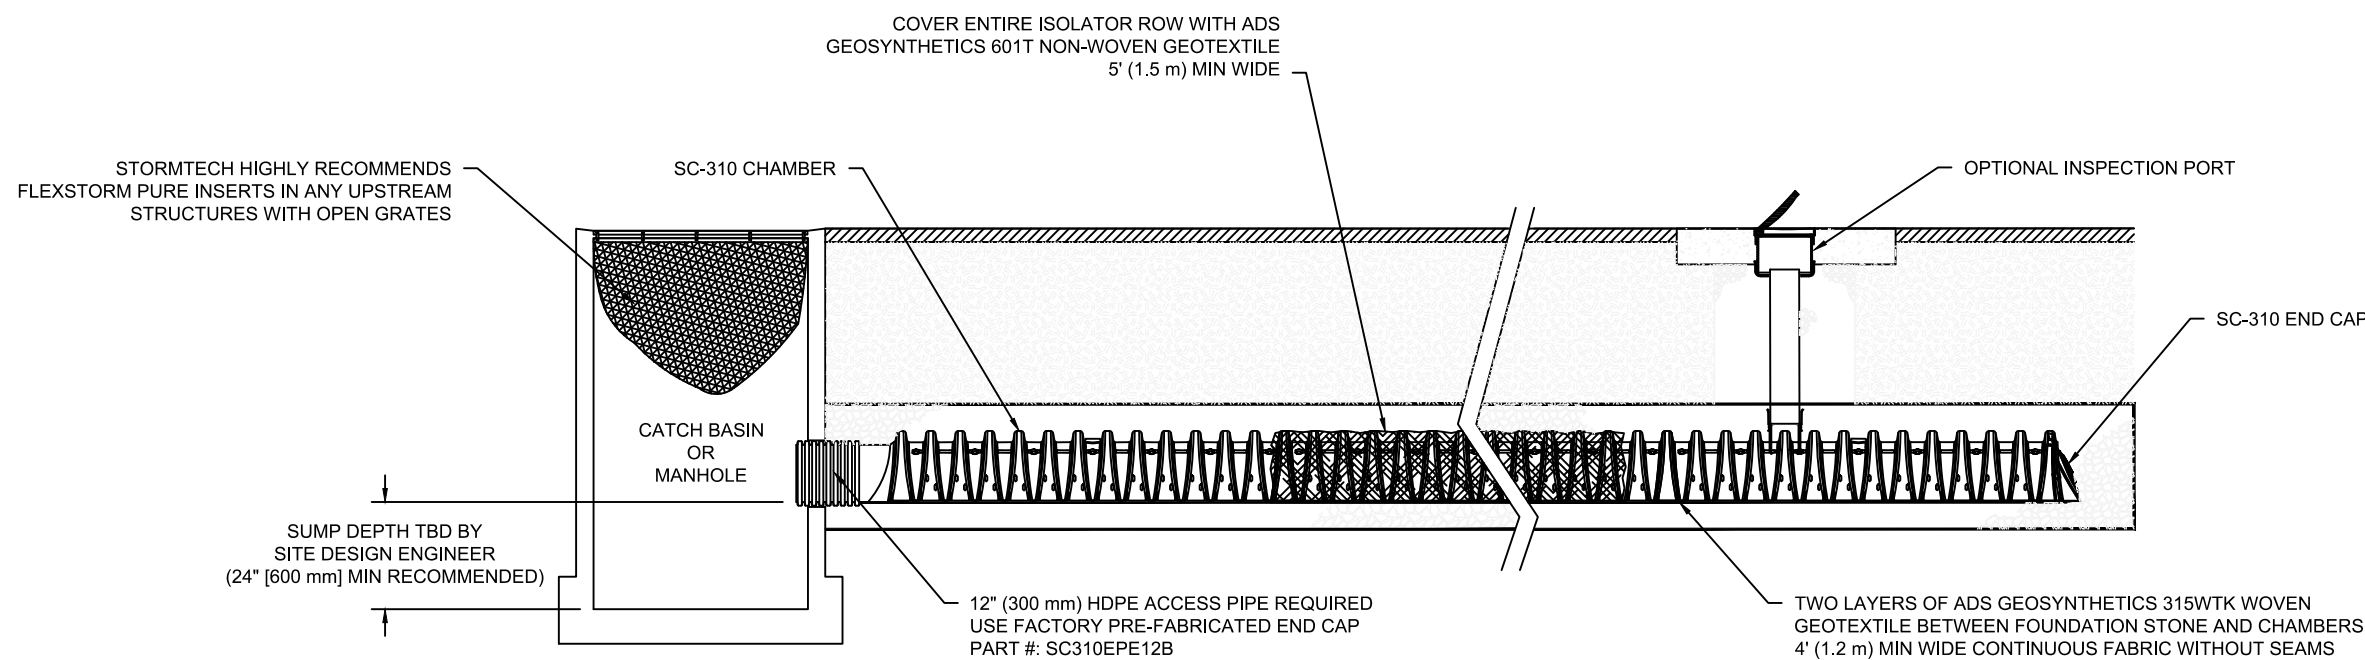 COVER ENTIRE ISOLATOR ROW WITH ADS
GEOSYNTHETICS 601T NON-WOVEN GEOTEXTILE
5' (1.5 m) MIN WIDE
STORMTECH HIGHLY RECOMMENDS
FLEXSTORM PURE INSERTS IN ANY UPSTREAM
STRUCTURES WITH OPEN GRATES
SC-310 CHAMBER
OPTIONAL INSPECTION PORT
SC-310 END CAP
CATCH BASIN
OR
MANHOLE
SUMP DEPTH TBD BY
SITE DESIGN ENGINEER
(24" [600 mm] MIN RECOMMENDED)
12" (300 mm) HDPE ACCESS PIPE REQUIRED
USE FACTORY PRE-FABRICATED END CAP
PART #: SC310EPE12B
TWO LAYERS OF ADS GEOSYNTHETICS 315WTK WOVEN
GEOTEXTILE BETWEEN FOUNDATION STONE AND CHAMBERS
4' (1.2 m) MIN WIDE CONTINUOUS FABRIC WITHOUT SEAMS